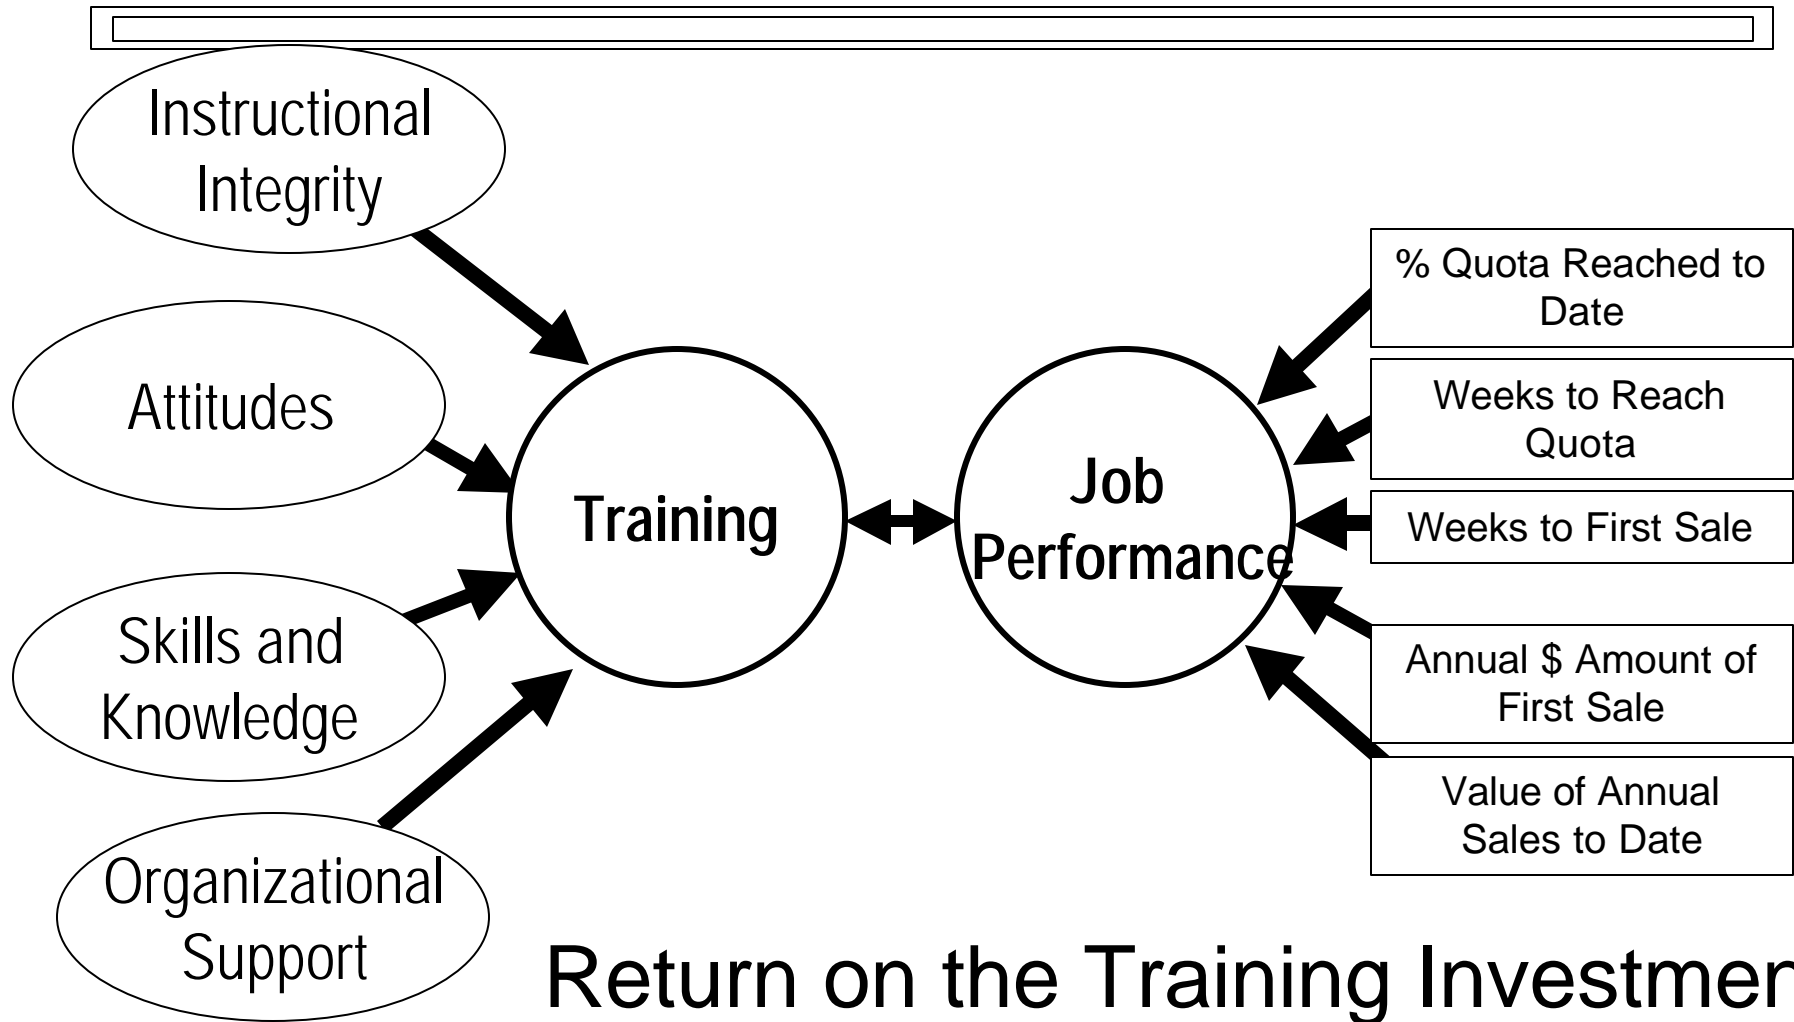 Instructional
Integrity
Attitudes
Skills and
Knowledge
Organizational
Support
Training
Job
Performance
% Quota Reached to
Date
Weeks to Reach
Quota
Weeks to First Sale
Annual $ Amount of
First Sale
Value of Annual
Sales to Date
Return on the Training Investmen